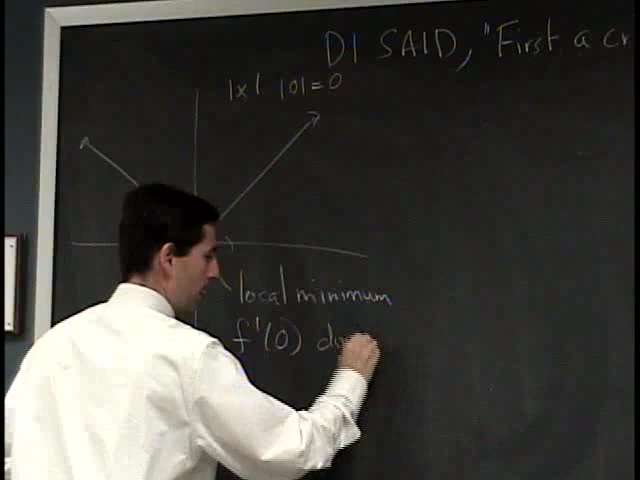 DI SAID, "First a cr
|x| |0|=0
local minimum
f'(0) do